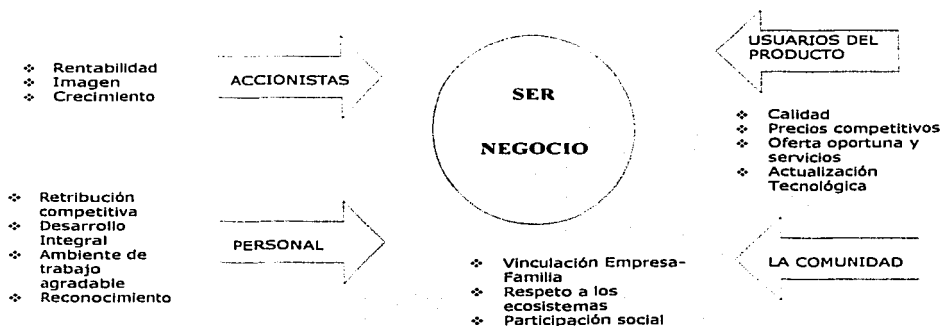 ❖ Rentabilidad
❖ Imagen
❖ Crecimiento
ACCIONISTAS
SER
NEGOCIO
USUARIOS DEL
PRODUCTO
❖ Calidad
❖ Precios competitivos
❖ Oferta oportuna y
servicios
❖ Actualización
Tecnológica
❖ Retribución
competitiva
❖ Desarrollo
Integral
❖ Ambiente de
trabajo
agradable
❖ Reconocimiento
PERSONAL
❖ Vinculación Empresa-
Familia
❖ Respeto a los
ecosistemas
❖ Participación social
LA COMUNIDAD